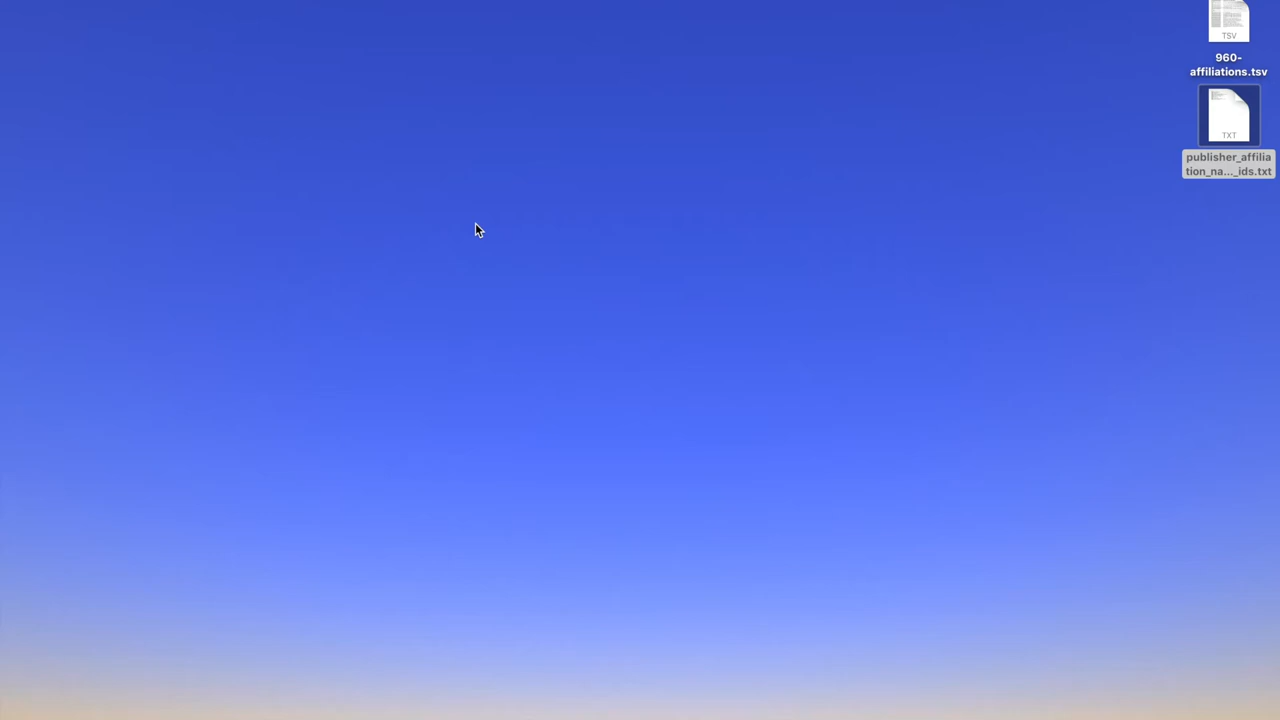 TSV
960-
affiliations.tsv
TXT
publisher_affilia
tion_na..._ids.txt